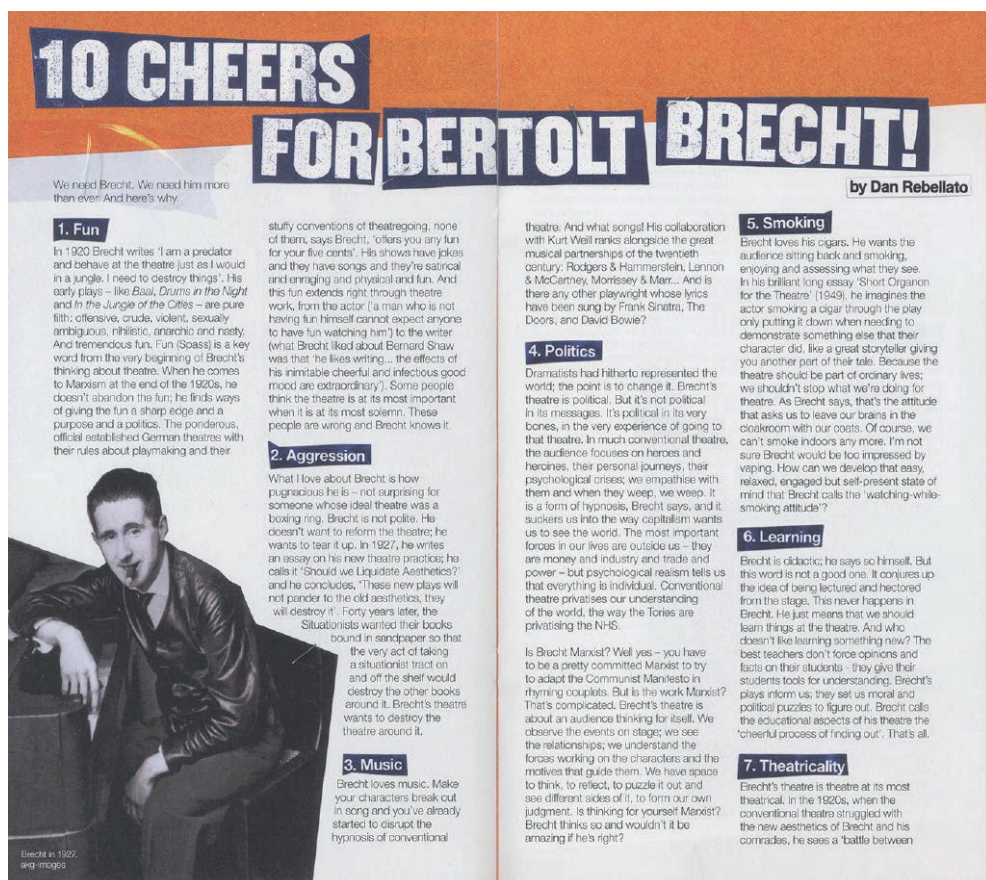 10 CHEERS
FOR BERTOLT BRECHT!
by Dan Rebellato
We need Brecht. We need him more
than ever. And here's why
1. Fun
In 1920 Brecht writes 'I am a predator
and behave at the theatre just as I would
in a jungle. I need to destroy things'. His
early plays – like Baal, Drums in the Night
and In the Jungle of the Cities – are pure
filth; offensive, crude, violent, sexually
ambiguous, nihilistic, anarchic and nasty.
And tremendous fun. Fun (Spass) is a key
word from the very beginning of Brecht's
thinking about theatre. When he comes
to Marxism at the end of the 1920s, he
doesn't abandon the fun; he finds ways
of giving the fun a sharp edge and a
purpose and a politics. The ponderous,
official established German theatres with
their rules about playmaking and their
stuffy conventions of theatregoing, none
of them, says Brecht, 'offers you any fun
for your five cents'. His shows have jokes
and they have songs and they're satirical
and enraging and physical and fun. And
this fun extends right through theatre
work, from the actor ('a man who is not
having fun himself cannot expect anyone
to have fun watching him') to the writer
(what Brecht liked about Bernard Shaw
was that 'he likes writing... the effects of
his inimitable cheerful and infectious good
mood are extraordinary'). Some people
think the theatre is at its most important
when it is at its most solemn. These
people are wrong and Brecht knows it.
2. Aggression
What I love about Brecht is how
pugnacious he is – not surprising for
someone whose ideal theatre was a
boxing ring. Brecht is not polite. He
doesn't want to reform the theatre; he
wants to tear it up. In 1927, he writes
an essay on his new theatre practice; he
calls it 'Should we Liquidate Aesthetics?'
and he concludes, 'These new plays will
not pander to the old aesthetics, they
will destroy it'. Forty years later, the
Situationists wanted their books
bound in sandpaper so that
the very act of taking
a situationist tract on
and off the shelf would
destroy the other books
around it. Brecht's theatre
wants to destroy the
theatre around it.
3. Music
Brecht loves music. Make
your characters break out
in song and you've already
started to disrupt the
hypnosis of conventional
Brecht in 1927.
akg-images
theatre. And what songs! His collaboration
with Kurt Weill ranks alongside the great
musical partnerships of the twentieth
century: Rodgers & Hammerstein, Lennon
& McCartney, Morrissey & Marr... And is
there any other playwright whose lyrics
have been sung by Frank Sinatra, The
Doors, and David Bowie?
4. Politics
Dramatists had hitherto represented the
world; the point is to change it. Brecht's
theatre is political. But it's not political
in its messages. It's political in its very
bones, in the very experience of going to
that theatre. In much conventional theatre,
the audience focuses on heroes and
heroines, their personal journeys, their
psychological crises; we empathise with
them and when they weep, we weep. It
is a form of hypnosis, Brecht says, and it
suckers us into the way capitalism wants
us to see the world. The most important
forces in our lives are outside us – they
are money and industry and trade and
power – but psychological realism tells us
that everything is individual. Conventional
theatre privatises our understanding
of the world, the way the Tories are
privatising the NHS.
Is Brecht Marxist? Well yes – you have
to be a pretty committed Marxist to try
to adapt the Communist Manifesto in
rhyming couplets. But is the work Marxist?
That's complicated. Brecht's theatre is
about an audience thinking for itself. We
observe the events on stage; we see
the relationships; we understand the
forces working on the characters and the
motives that guide them. We have space
to think, to reflect, to puzzle it out and
see different sides of it, to form our own
judgment. Is thinking for yourself Marxist?
Brecht thinks so and wouldn't it be
amazing if he's right?
5. Smoking
Brecht loves his cigars. He wants the
audience sitting back and smoking,
enjoying and assessing what they see.
In his brilliant long essay 'Short Organon
for the Theatre' (1949), he imagines the
actor smoking a cigar through the play
only putting it down when needing to
demonstrate something else that their
character did, like a great storyteller giving
you another part of their tale. Because the
theatre should be part of ordinary lives;
we shouldn't stop what we're doing for
theatre. As Brecht says, that's the attitude
that asks us to leave our brains in the
cloakroom with our coats. Of course, we
can't smoke indoors any more. I'm not
sure Brecht would be too impressed by
vaping. How can we develop that easy,
relaxed, engaged but self-present state of
mind that Brecht calls the 'watching-while-
smoking attitude'?
6. Learning
Brecht is didactic; he says so himself. But
this word is not a good one. It conjures up
the idea of being lectured and hectored
from the stage. This never happens in
Brecht. He just means that we should
learn things at the theatre. And who
doesn't like learning something new? The
best teachers don't force opinions and
facts on their students - they give their
students tools for understanding. Brecht's
plays inform us; they set us moral and
political puzzles to figure out. Brecht calls
the educational aspects of his theatre the
'cheerful process of finding out'. That's all.
7. Theatricality
Brecht's theatre is theatre at its most
theatrical. In the 1920s, when the
conventional theatre struggled with
the new aesthetics of Brecht and his
comrades, he sees a 'battle between